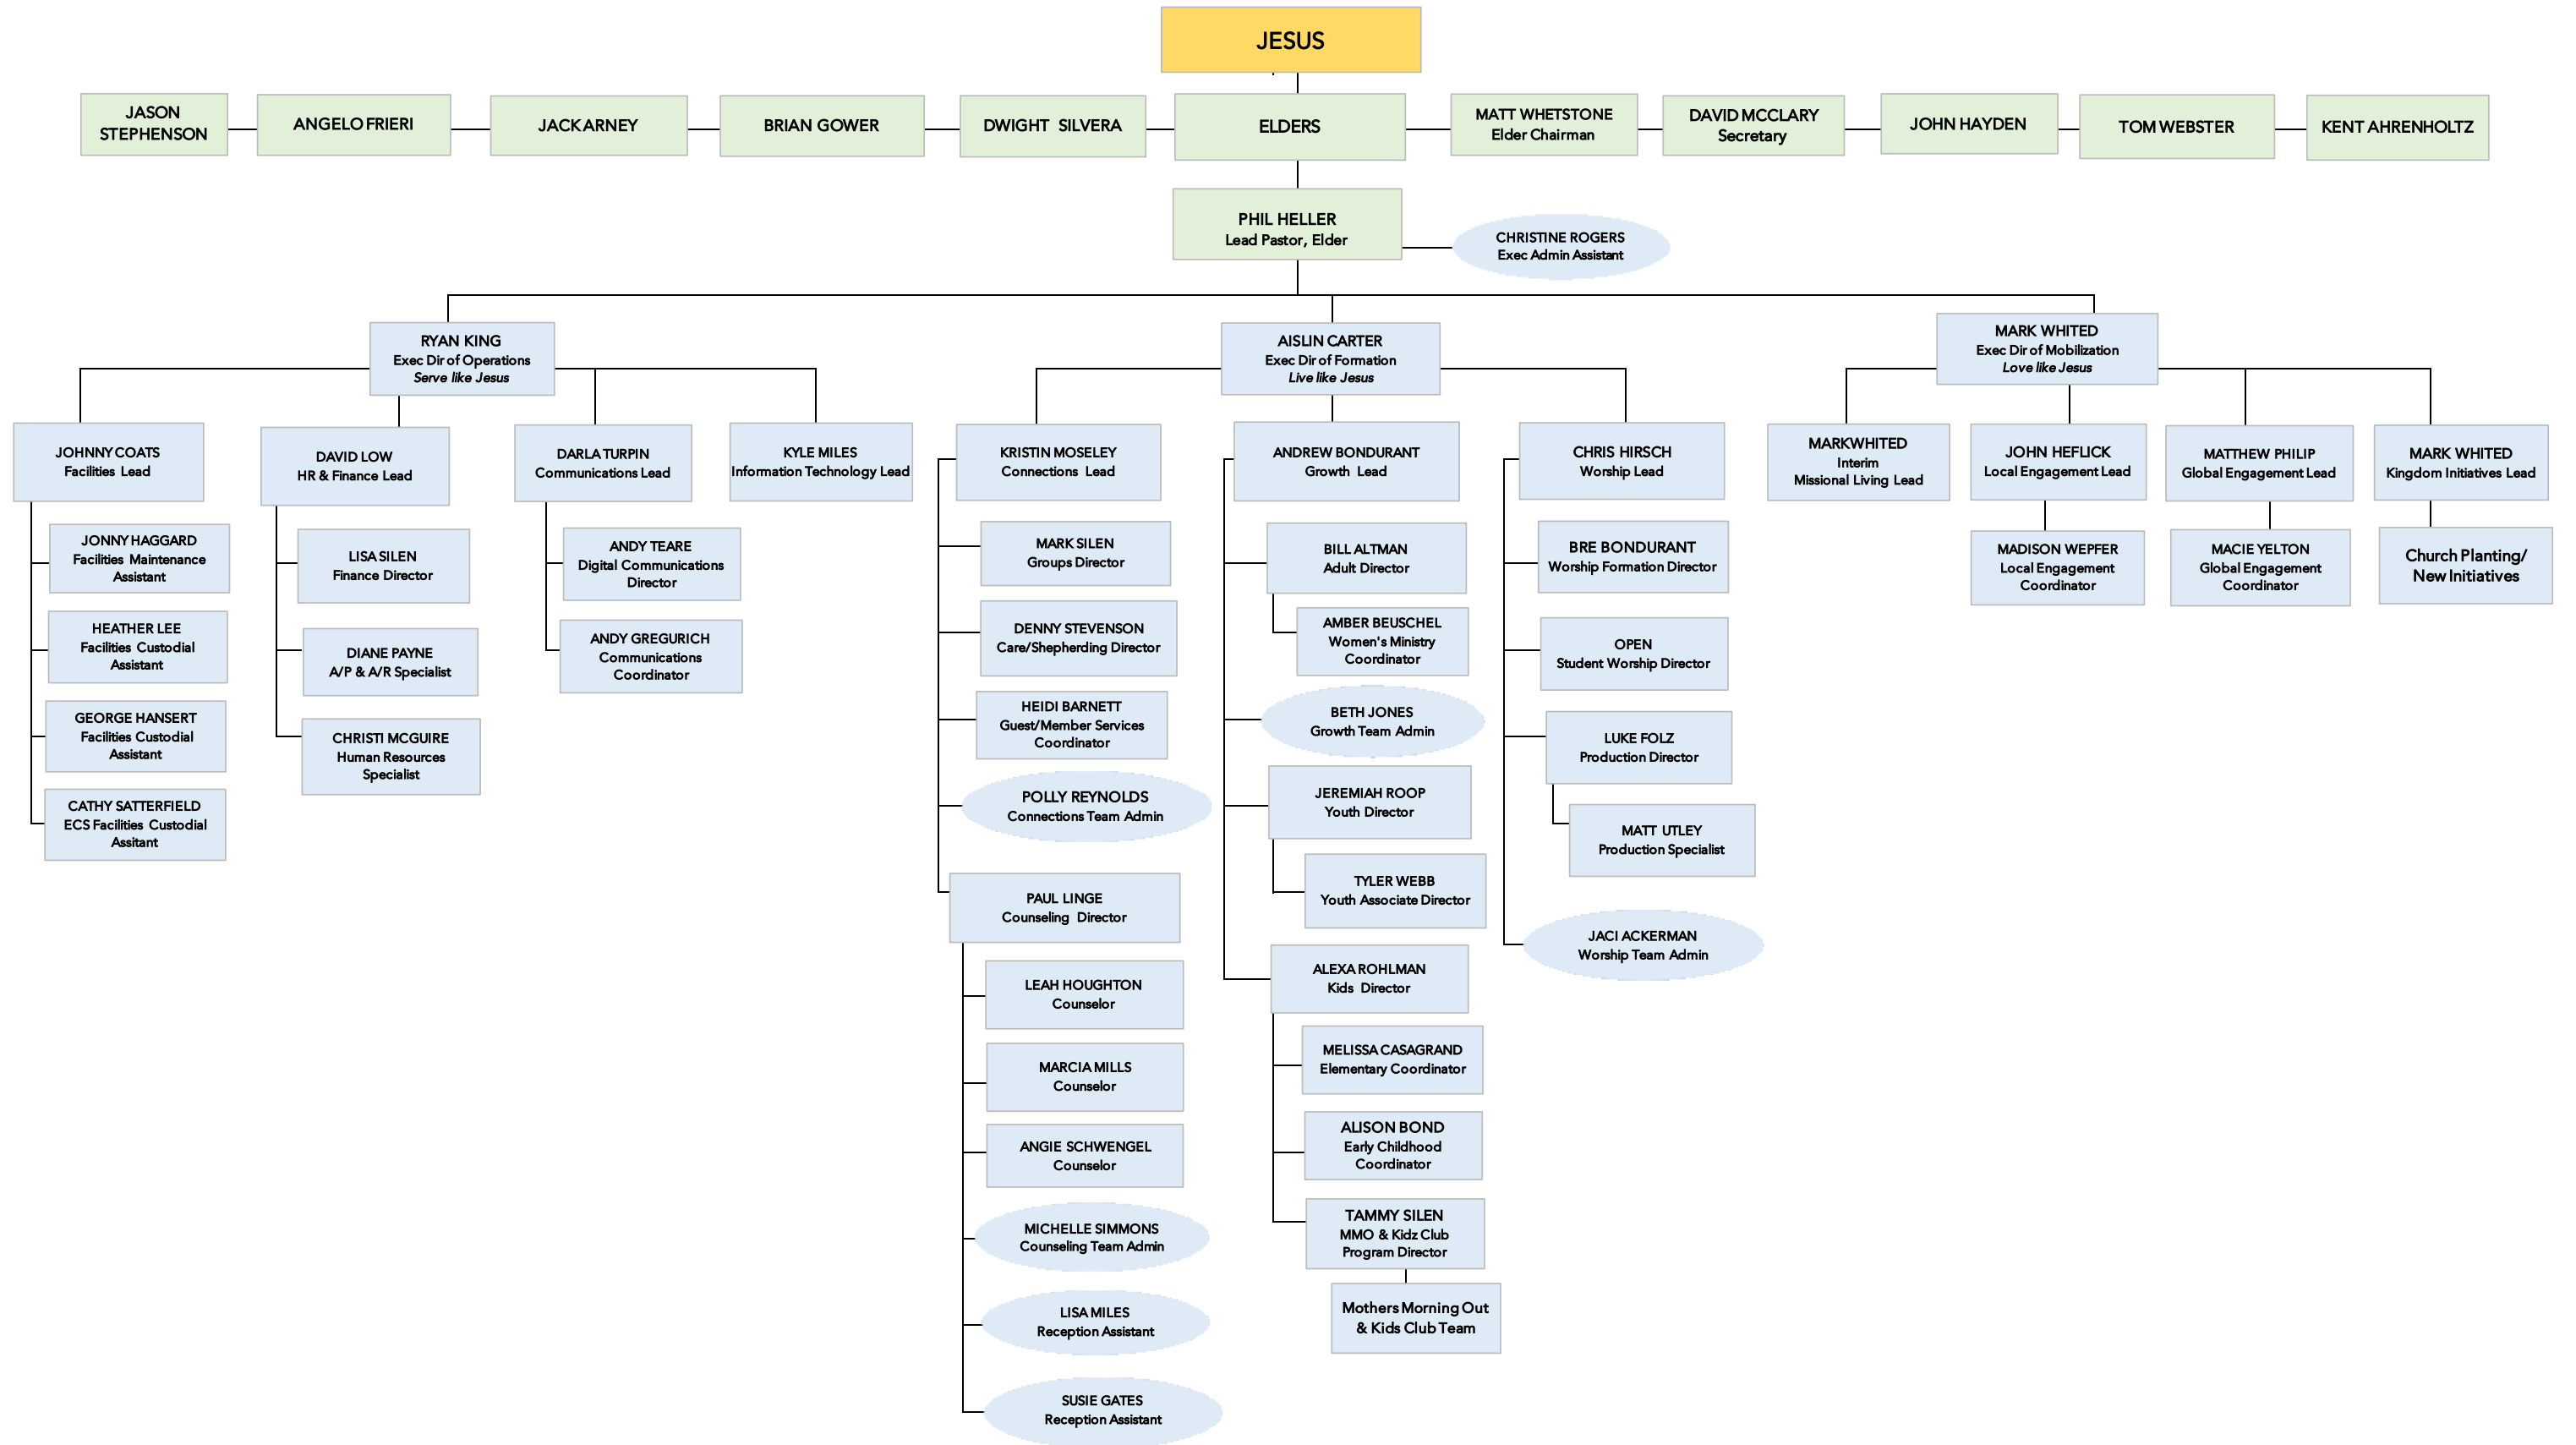 JESUS
JASON
STEPHENSON
ANGELO FRIERI
JACK ARNEY
BRIAN GOWER
DWIGHT SILVERA
ELDERS
MATT WHETSTONE
Elder Chairman
DAVID MCCLARY
Secretary
JOHN HAYDEN
TOM WEBSTER
KENT AHRENHOLTZ
PHIL HELLER
Lead Pastor, Elder
CHRISTINE ROGERS
Exec Admin Assistant
RYAN KING
Exec Dir of Operations
Serve like Jesus
AISLIN CARTER
Exec Dir of Formation
Live like Jesus
MARK WHITED
Exec Dir of Mobilization
Love like Jesus
JOHNNY COATS
Facilities Lead
DAVID LOW
HR & Finance Lead
DARLA TURPIN
Communications Lead
KYLE MILES
Information Technology Lead
KRISTIN MOSELEY
Connections Lead
ANDREW BONDURANT
Growth Lead
CHRIS HIRSCH
Worship Lead
MARKWHITED
Interim
Missional Living Lead
JOHN HEFLICK
Local Engagement Lead
MATTHEW PHILIP
Global Engagement Lead
MARK WHITED
Kingdom Initiatives Lead
JONNY HAGGARD
Facilities Maintenance
Assistant
HEATHER LEE
Facilities Custodial
Assistant
GEORGE HANSERT
Facilities Custodial
Assistant
CATHY SATTERFIELD
ECS Facilities Custodial
Assitant
LISA SILEN
Finance Director
DIANE PAYNE
A/P & A/R Specialist
CHRISTI MCGUIRE
Human Resources
Specialist
ANDY TEARE
Digital Communications
Director
ANDY GREGURICH
Communications
Coordinator
MARK SILEN
Groups Director
DENNY STEVENSON
Care/Shepherding Director
HEIDI BARNETT
Guest/Member Services
Coordinator
POLLY REYNOLDS
Connections Team Admin
PAUL LINGE
Counseling Director
LEAH HOUGHTON
Counselor
MARCIA MILLS
Counselor
ANGIE SCHWENGEL
Counselor
MICHELLE SIMMONS
Counseling Team Admin
LISA MILES
Reception Assistant
SUSIE GATES
Reception Assistant
BILL ALTMAN
Adult Director
AMBER BEUSCHEL
Women's Ministry
Coordinator
BETH JONES
Growth Team Admin
JEREMIAH ROOP
Youth Director
TYLER WEBB
Youth Associate Director
ALEXA ROHLMAN
Kids Director
MELISSA CASAGRAND
Elementary Coordinator
ALISON BOND
Early Childhood
Coordinator
TAMMY SILEN
MMO & Kidz Club
Program Director
Mothers Morning Out
& Kids Club Team
BRE BONDURANT
Worship Formation Director
OPEN
Student Worship Director
LUKE FOLZ
Production Director
MATT UTLEY
Production Specialist
JACI ACKERMAN
Worship Team Admin
MADISON WEPFER
Local Engagement
Coordinator
MACIE YELTON
Global Engagement
Coordinator
Church Planting/
New Initiatives